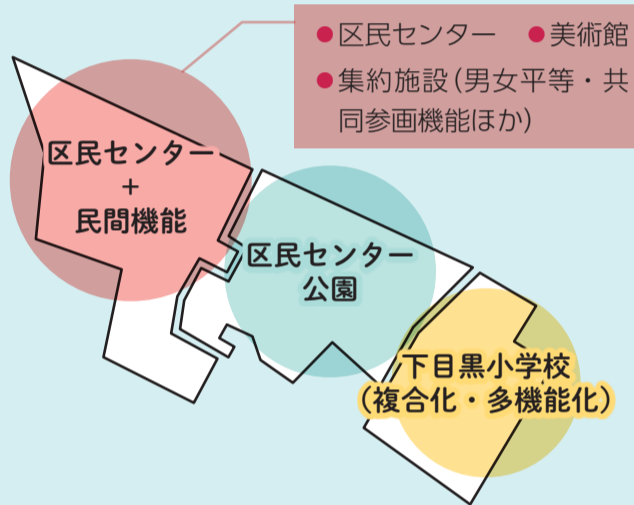 ●区民センター ●美術館
●集約施設(男女平等・共
同参画機能ほか)
区民センター
+
民間機能
区民センター
公園
下目黒小学校
(複合化・多機能化)